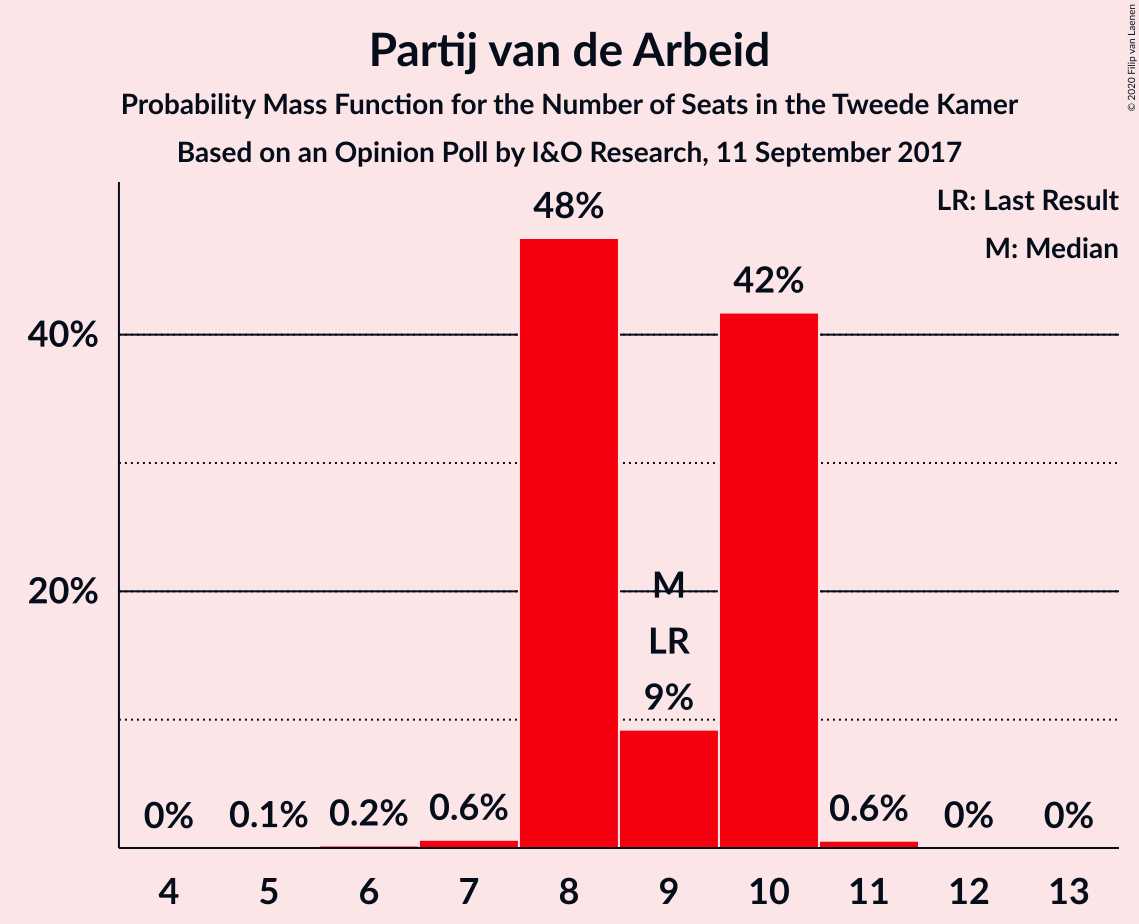 Partij van de Arbeid
Probability Mass Function for the Number of Seats in the Tweede Kamer
Based on an Opinion Poll by I&O Research, 11 September 2017
© 2020 Filip van Laenen
LR: Last Result
M: Median
48%
42%
40%
20%
M
LR
9%
0% 0.1% 0.2% 0.6% 0.6% 0% 0%
4 5 6 7 8 9 10 11 12 13